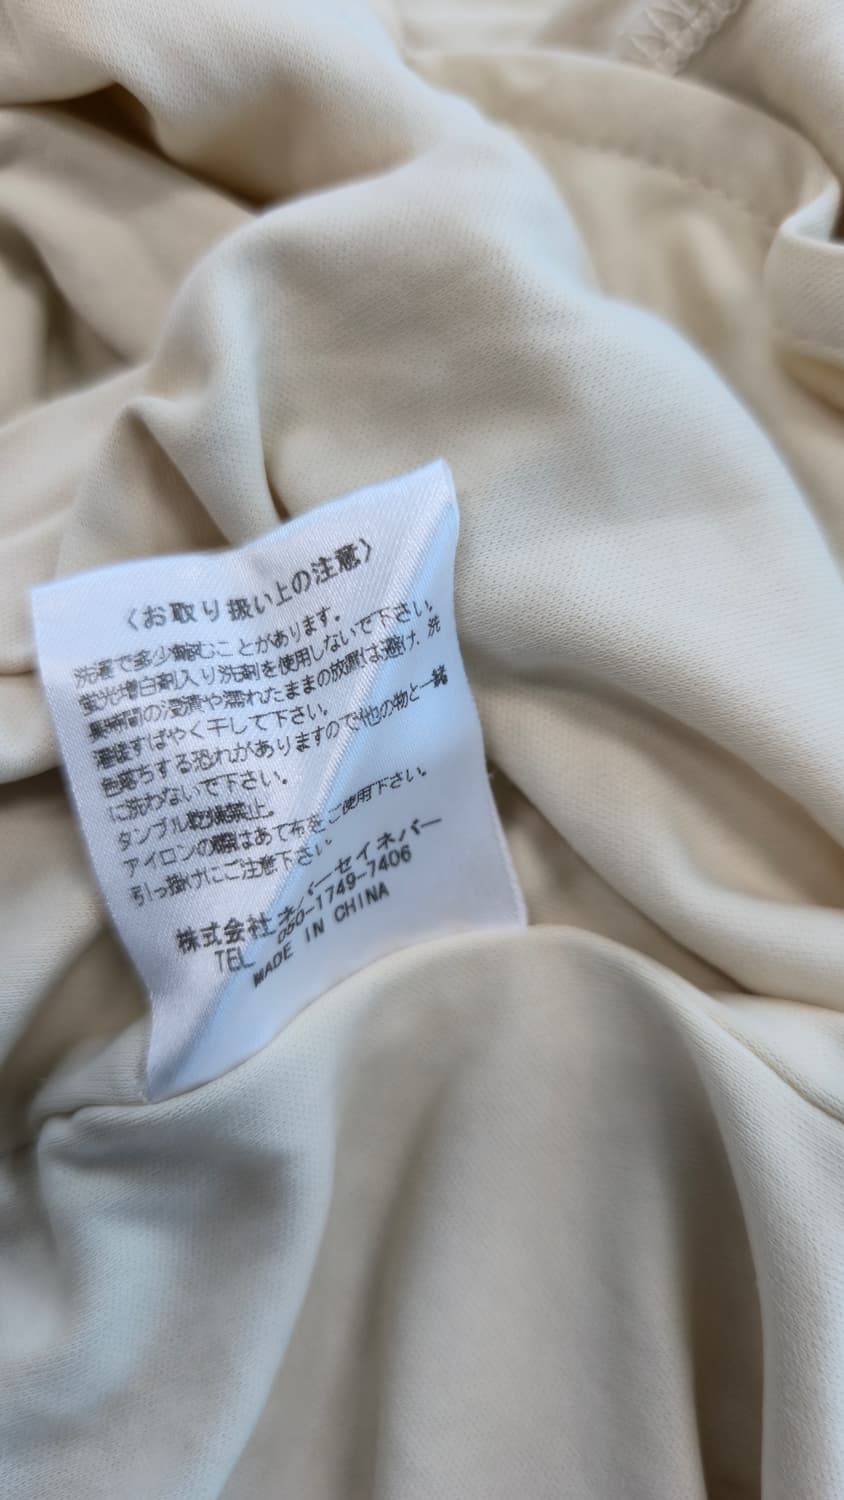 〈お取り扱い上の注意〉
洗濯で多少縮むことがあります。
蛍光増白剤入り洗剤を使用しないで下さい。
長時間の浸漬や濡れたままの放置は避け、洗
濯後すばやく干して下さい。
色落ちする恐れがありますので他の物と一緒
に洗わないで下さい。
タンブル乾燥禁止。
アイロンの際はあて布をご使用下さい。
引っ掛けにご注意下さい。
株式会社ネバーセイネバー
TEL 050-1749-7406
MADE IN CHINA